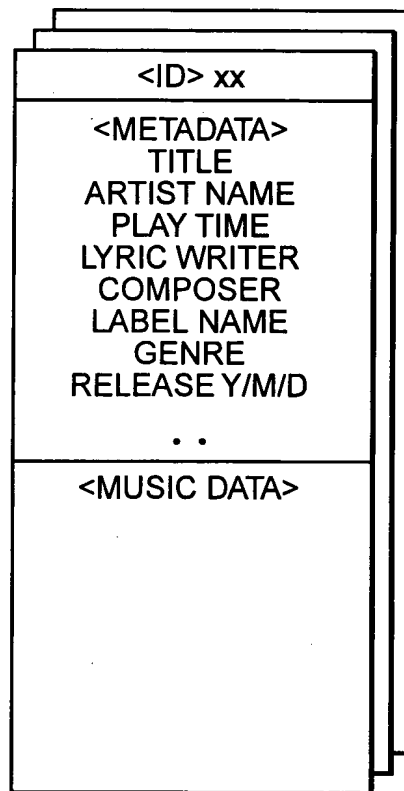 <ID> xx
<METADATA>
TITLE
ARTIST NAME
PLAY TIME
LYRIC WRITER
COMPOSER
LABEL NAME
GENRE
RELEASE Y/M/D
. .
<MUSIC DATA>